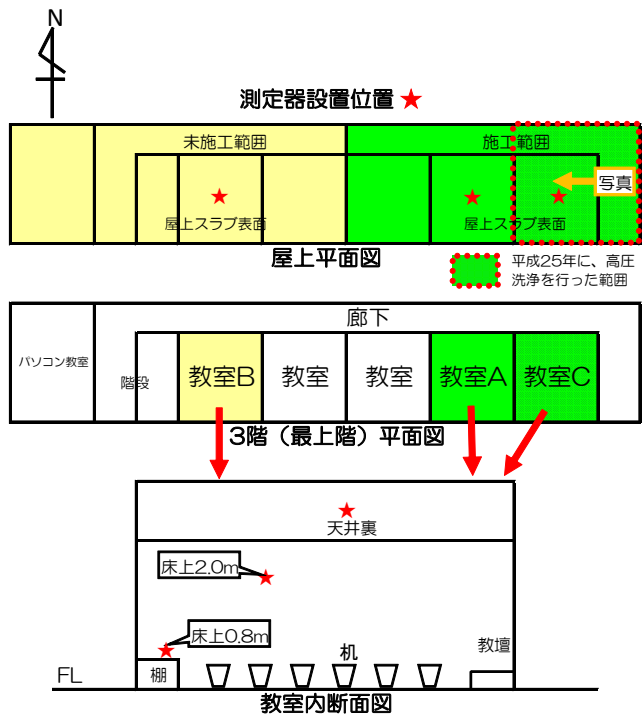 N
測定器設置位置 ★
未施工範囲
施工範囲
写真
屋上スラブ表面
屋上スラブ表面
屋上平面図
平成25年に、高圧
洗浄を行った範囲
廊下
パソコン教室
階段
教室B
教室
教室
教室A
教室C
3階(最上階)平面図
天井裏
床上2.0m
床上0.8m
机
教壇
棚
FL
教室内断面図